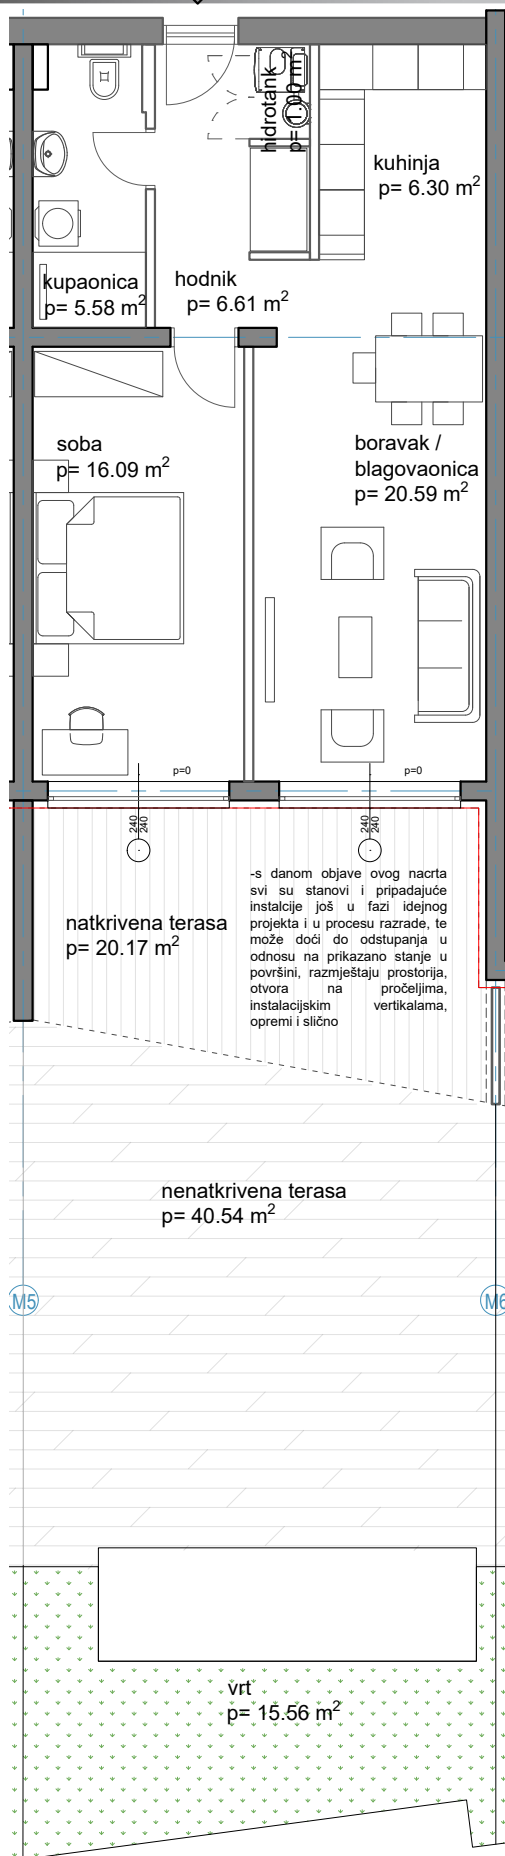 hidrotank
p= 1.00 m²
kuhinja
p= 6.30 m²
kupaonica
p= 5.58 m²
hodnik
p= 6.61 m²
soba
p= 16.09 m²
boravak /
blagovaonica
p= 20.59 m²
p=0
p=0
240
240
240
240
natkrivena terasa
p= 20.17 m²
-s danom objave ovog nacrta
svi su stanovi i pripadajuće
instalcije još u fazi idejnog
projekta i u procesu razrade, te
može doći do odstupanja u
odnosu na prikazano stanje u
površini, razmještaju prostorija,
otvora na pročeljima,
instalacijskim vertikalama,
opremi i slično
nenatkrivena terasa
p= 40.54 m²
M5
M6
vrt
p= 15.56 m²